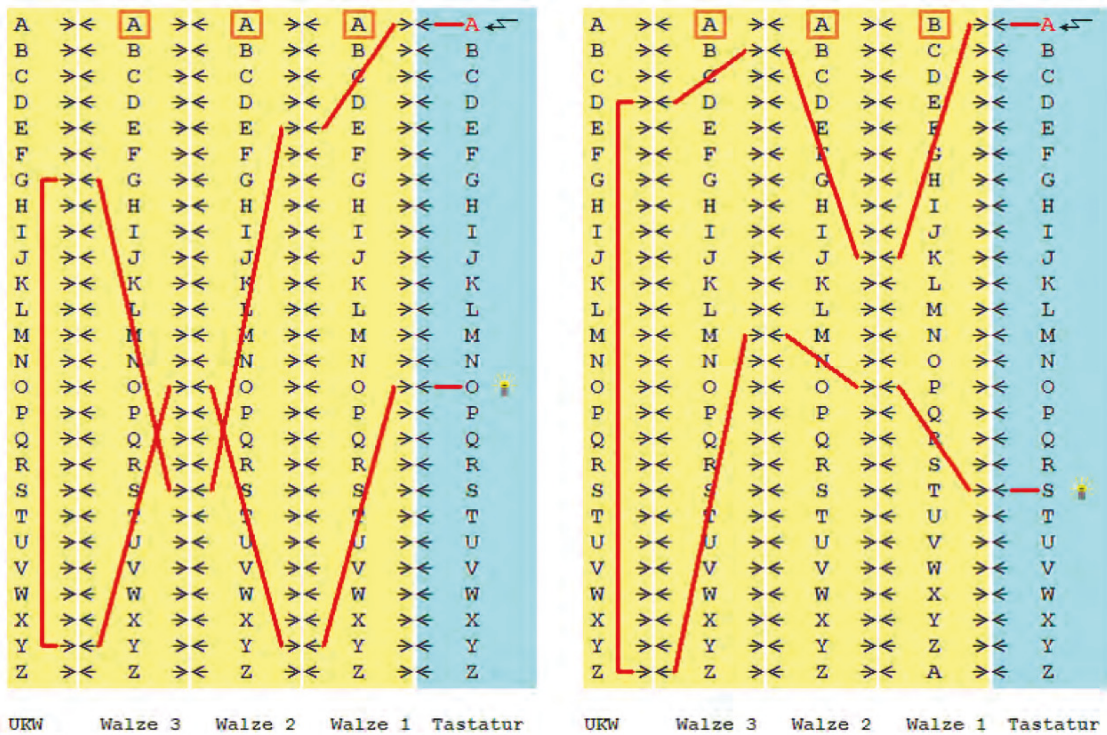 A A A A A
B B B B B
C C C C C
D D D D D
E E E E E
F F F F F
G G G G G
H H H H H
I I I I I
J J J J J
K K K K K
L L L L L
M M M M M
N N N N N
O O O O O
P P P P P
Q Q Q Q Q
R R R R R
S S S S S
T T T T T
U U U U U
V V V V V
W W W W W
X X X X X
Y Y Y Y Y
Z Z Z Z Z
UKW Walze 3 Walze 2 Walze 1 Tastatur
A A A B A
B B B C B
C C C D C
D D D E D
E E E F E
F F F G F
G G G H G
H H H I H
I I I J I
J J J K J
K K K L K
L L L M L
M M M N M
N N N O N
O O O P O
P P P Q P
Q Q Q R Q
R R R S R
S S S T S
T T T U T
U U U V U
V V V W V
W W W X W
X X X Y X
Y Y Y Z Y
Z Z Z A Z
UKW Walze 3 Walze 2 Walze 1 Tastatur